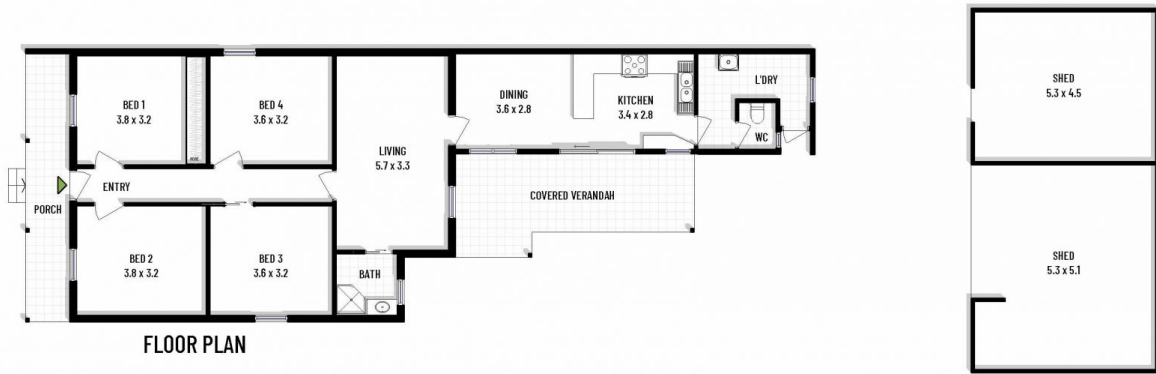 BED 1
3.8 x 3.2
BED 4
3.6 x 3.2
DINING
3.6 x 2.8
KITCHEN
3.4 x 2.8
L'DRY
WC
LIVING
5.7 x 3.3
ENTRY
PORCH
COVERED VERANDAH
BED 2
3.8 x 3.2
BED 3
3.6 x 3.2
BATH
SHED
5.3 x 4.5
SHED
5.3 x 5.1
FLOOR PLAN